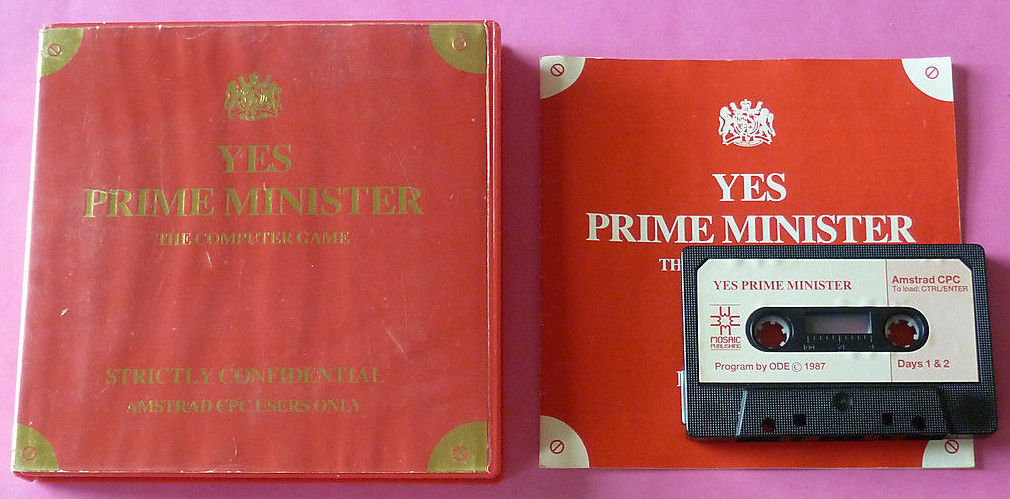 YES
PRIME MINISTER
THE COMPUTER GAME
STRICTLY CONFIDENTIAL
AMSTRAD CPC USERS ONLY
YES
PRIME MINISTER
YES PRIME MINISTER
Amstrad CPC
To load: CTRL/ENTER
MOSAIC
PUBLISHING
Program by ODE © 1987
Days 1 & 2